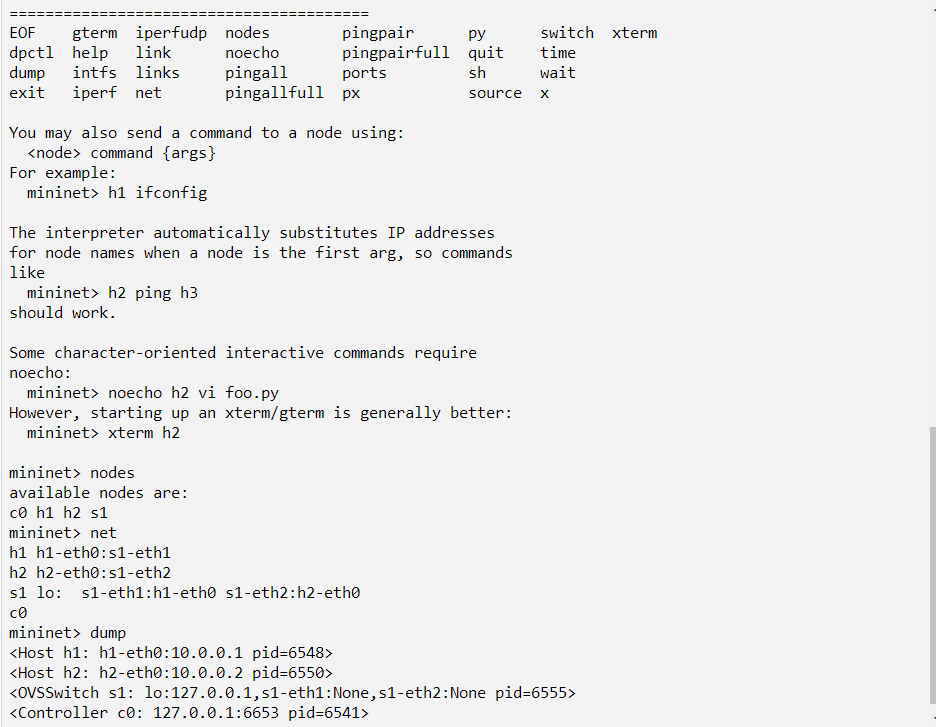 ========================================
EOF    gterm  iperfudp  nodes        pingpair      py      switch  xterm
dpctl  help   link      noecho       pingpairfull  quit    time
dump   intfs  links     pingall      ports         sh      wait
exit   iperf  net       pingallfull  px            source  x
You may also send a command to a node using:
  <node> command {args}
For example:
  mininet> h1 ifconfig
The interpreter automatically substitutes IP addresses
for node names when a node is the first arg, so commands
like
  mininet> h2 ping h3
should work.
Some character-oriented interactive commands require
noecho:
  mininet> noecho h2 vi foo.py
However, starting up an xterm/gterm is generally better:
  mininet> xterm h2
mininet> nodes
available nodes are:
c0 h1 h2 s1
mininet> net
h1 h1-eth0:s1-eth1
h2 h2-eth0:s1-eth2
s1 lo:  s1-eth1:h1-eth0 s1-eth2:h2-eth0
c0
mininet> dump
<Host h1: h1-eth0:10.0.0.1 pid=6548>
<Host h2: h2-eth0:10.0.0.2 pid=6550>
<OVSSwitch s1: lo:127.0.0.1,s1-eth1:None,s1-eth2:None pid=6555>
<Controller c0: 127.0.0.1:6653 pid=6541>